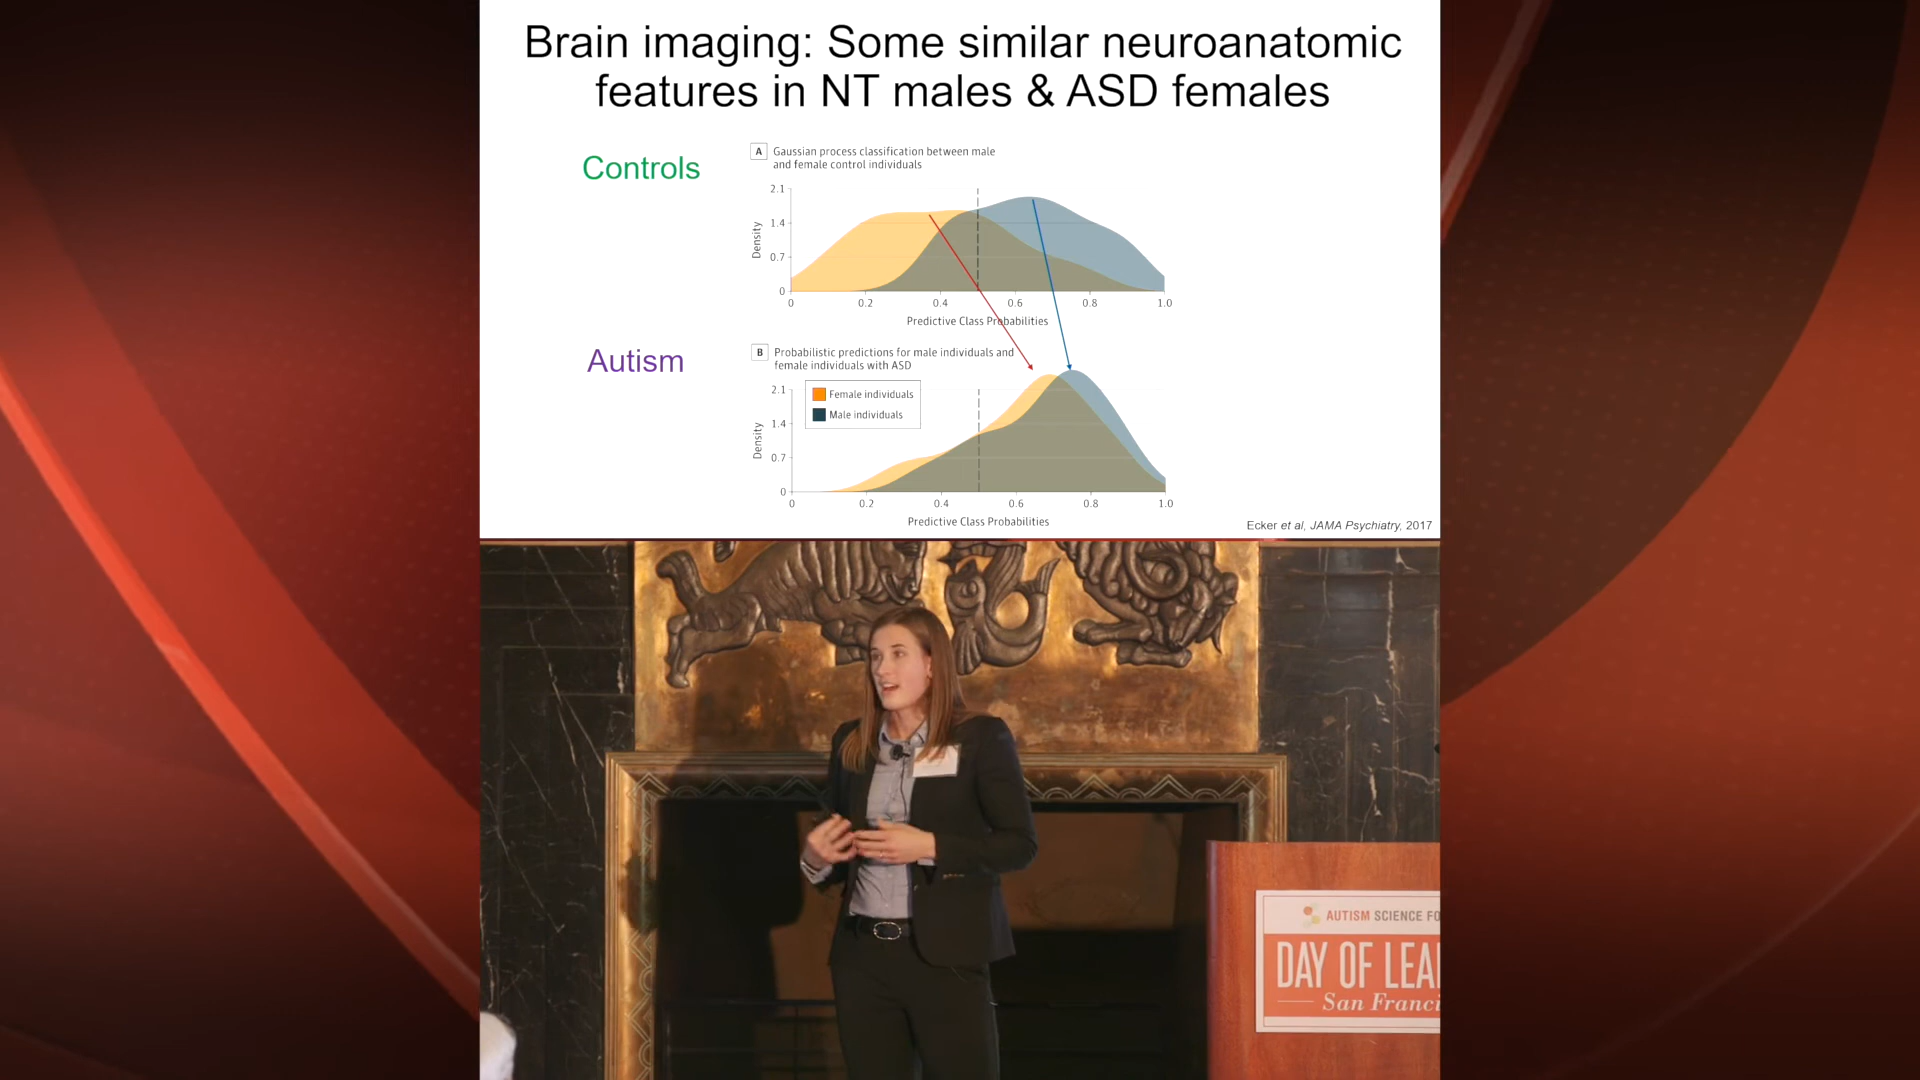 Brain imaging: Some similar neuroanatomic
features in NT males & ASD females
Controls
A Gaussian process classification between male
and female control individuals
2.1
1.4
0.7
0
Density
0 0.2 0.4 0.6 0.8 1.0
Predictive Class Probabilities
Autism
B Probabilistic predictions for male individuals and
female individuals with ASD
Female individuals
Male individuals
2.1
1.4
0.7
0
Density
0 0.2 0.4 0.6 0.8 1.0
Predictive Class Probabilities
Ecker et al, JAMA Psychiatry, 2017
AUTISM SCIENCE FO
DAY OF LEA
San Franci